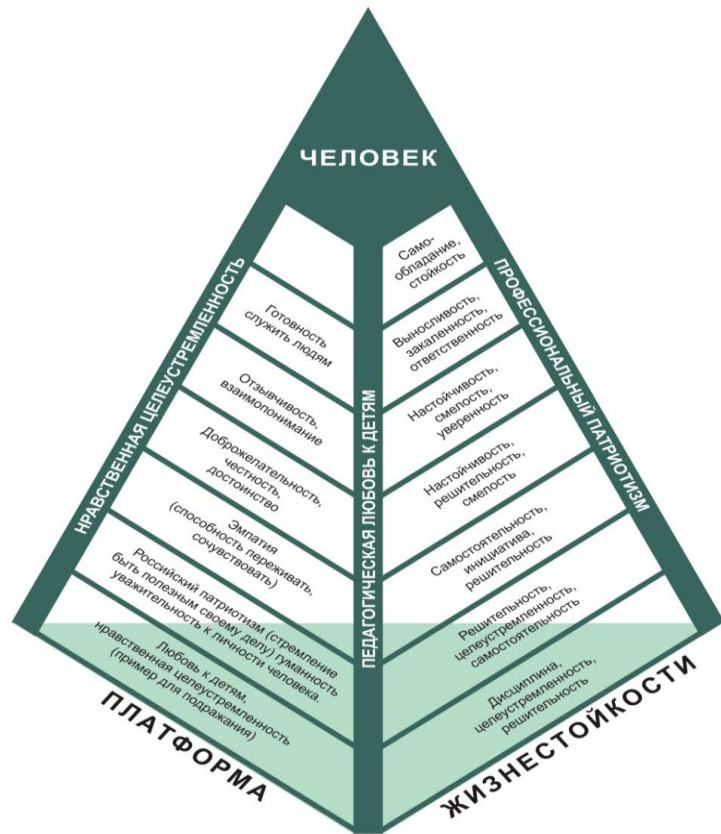 ЧЕЛОВЕК
НРАВСТВЕННАЯ ЦЕЛЕУСТРЕМЛЕННОСТЬ
Готовность
служить людям
Отзывчивость,
взаимопонимание
Доброжелательность,
честность,
достоинство
Эмпатия
(способность переживать,
сочувствовать)
Российский патриотизм (стремление
быть полезным своему делу) гуманность
уважительность к личности человека.
Любовь к детям,
нравственная целеустремленность
(пример для подражания)
ПЕДАГОГИЧЕСКАЯ ЛЮБОВЬ К ДЕТЯМ
Само-
обладание,
стойкость
Выносливость,
закаленность,
ответственность
Настойчивость,
смелость,
уверенность
Настойчивость,
решительность,
смелость
Самостоятельность,
инициатива,
решительность
Решительность,
целеустремленность,
самостоятельность
Дисциплина,
целеустремленность,
решительность
ПРОФЕССИОНАЛЬНЫЙ ПАТРИОТИЗМ
ПЛАТФОРМА
ЖИЗНЕСТОЙКОСТИ